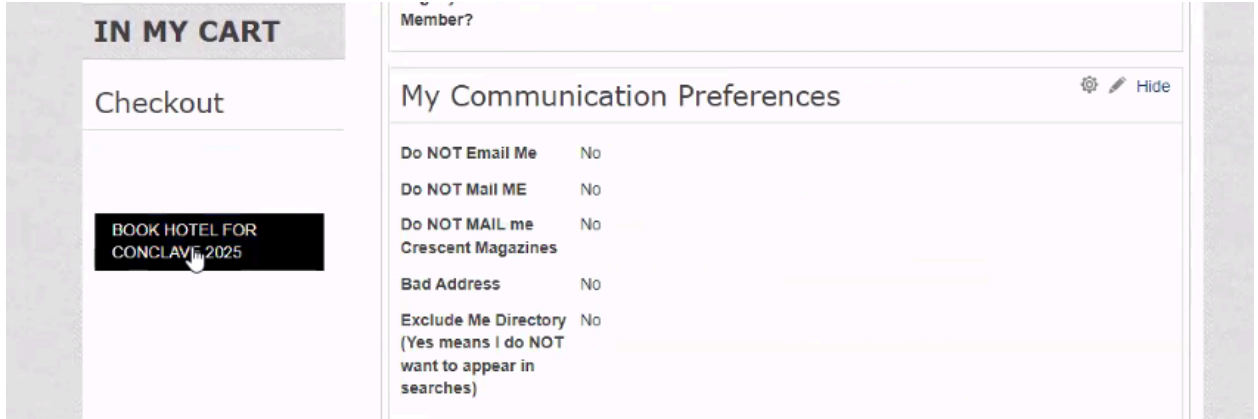 IN MY CART
Checkout
BOOK HOTEL FOR
CONCLAVE 2025
Member?
My Communication Preferences
Hide
Do NOT Email Me No
Do NOT Mail ME No
Do NOT MAIL me No
Crescent Magazines
Bad Address No
Exclude Me Directory No
(Yes means I do NOT
want to appear in
searches)